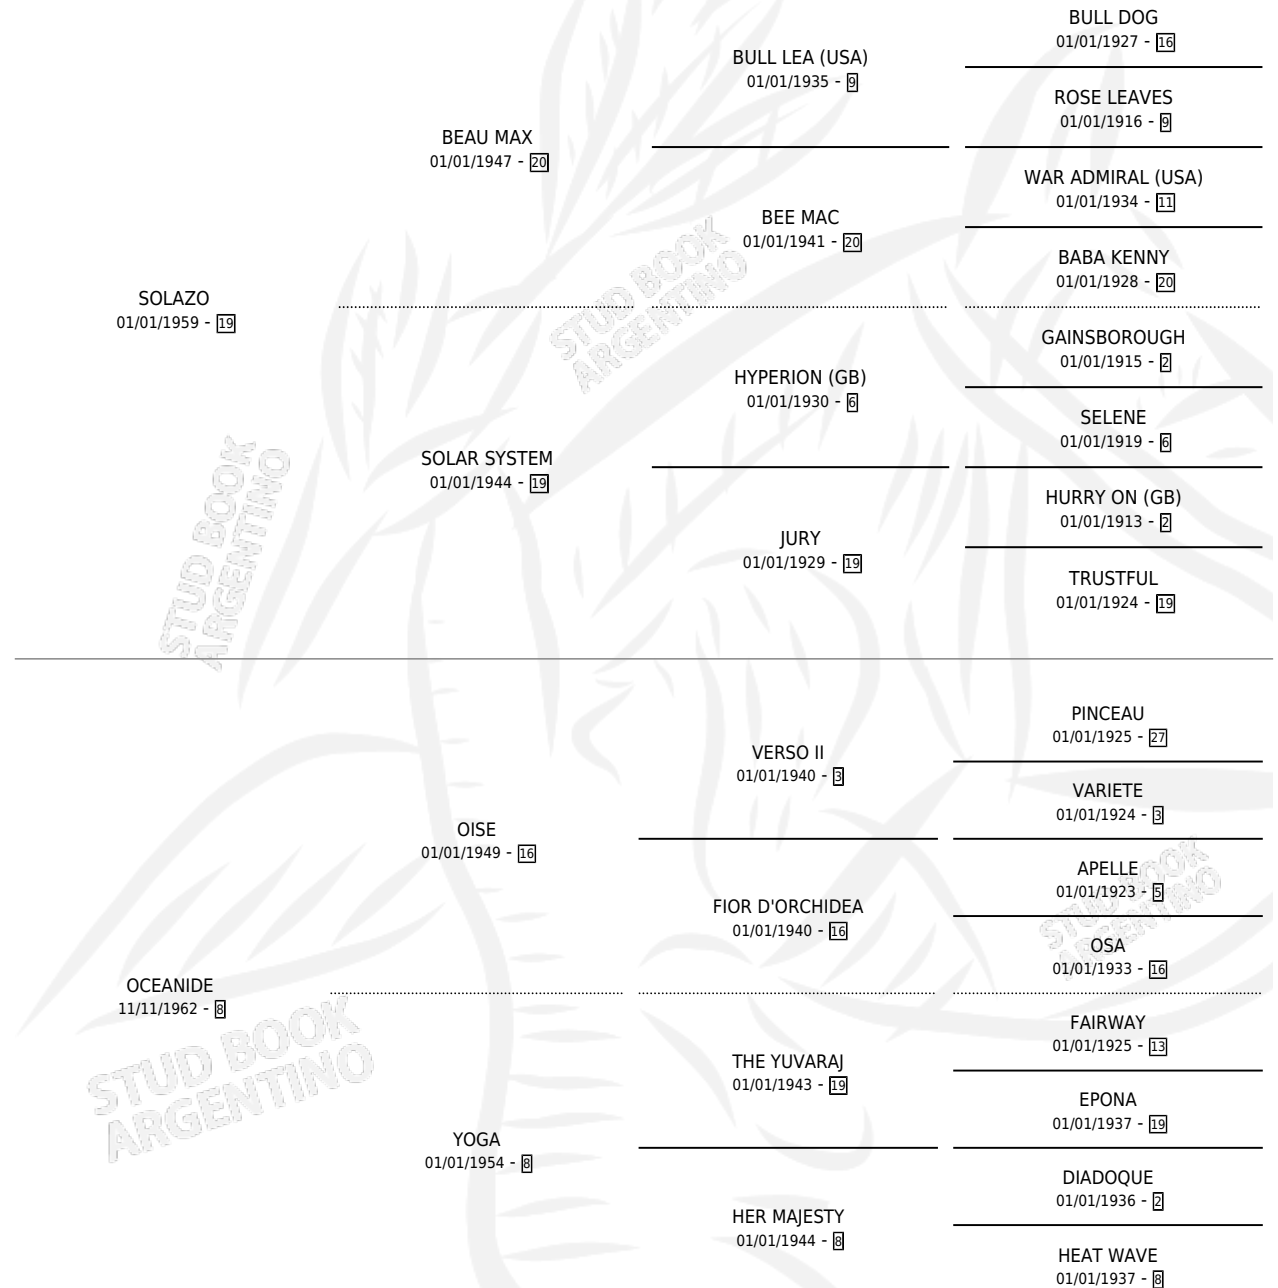 BULL DOG
01/01/1927 - 16
BULL LEA (USA)
01/01/1935 - 9
ROSE LEAVES
01/01/1916 - 9
BEAU MAX
01/01/1947 - 20
WAR ADMIRAL (USA)
01/01/1934 - 11
BEE MAC
01/01/1941 - 20
BABA KENNY
01/01/1928 - 20
SOLAZO
01/01/1959 - 19
STUD BOOK
ARGENTINO
GAINSBOROUGH
01/01/1915 - 2
HYPERION (GB)
01/01/1930 - 6
SELENE
01/01/1919 - 6
SOLAR SYSTEM
01/01/1944 - 19
HURRY ON (GB)
01/01/1913 - 2
JURY
01/01/1929 - 19
TRUSTFUL
01/01/1924 - 19
STUD BOOK
ARGENTINO
PINCEAU
01/01/1925 - 27
VERSO II
01/01/1940 - 3
VARIETE
01/01/1924 - 3
OISE
01/01/1949 - 16
APELLE
01/01/1923 - 5
FIOR D'ORCHIDEA
01/01/1940 - 16
OSA
01/01/1933 - 16
STUD BOOK
ARGENTINO
OCEANIDE
11/11/1962 - 8
FAIRWAY
01/01/1925 - 13
THE YUVARAJ
01/01/1943 - 19
EPONA
01/01/1937 - 19
STUD BOOK
ARGENTINO
YOGA
01/01/1954 - 8
DIADOQUE
01/01/1936 - 2
HER MAJESTY
01/01/1944 - 8
HEAT WAVE
01/01/1937 - 8